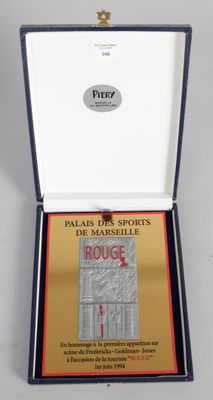 166
PIERY
PALAIS DES SPORTS
DE MARSEILLE
ROUGE
En hommage à la première apparition sur
scène de Fredericks - Goldman - Jones
à l'occasion de la tournée "ROUGE"
1er juin 1994